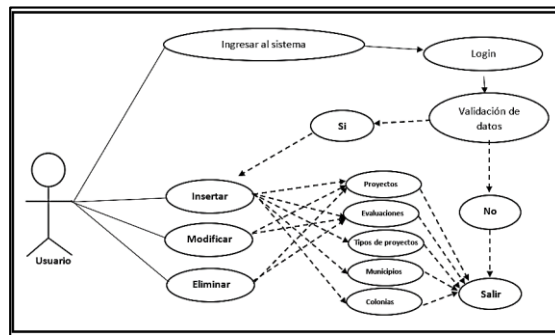 Ingresar al sistema
Login
Validación de
datos
Si
Insertar
Proyectos
Evaluaciones
No
Modificar
Tipos de proyectos
Usuario
Municipios
Eliminar
Salir
Colonias